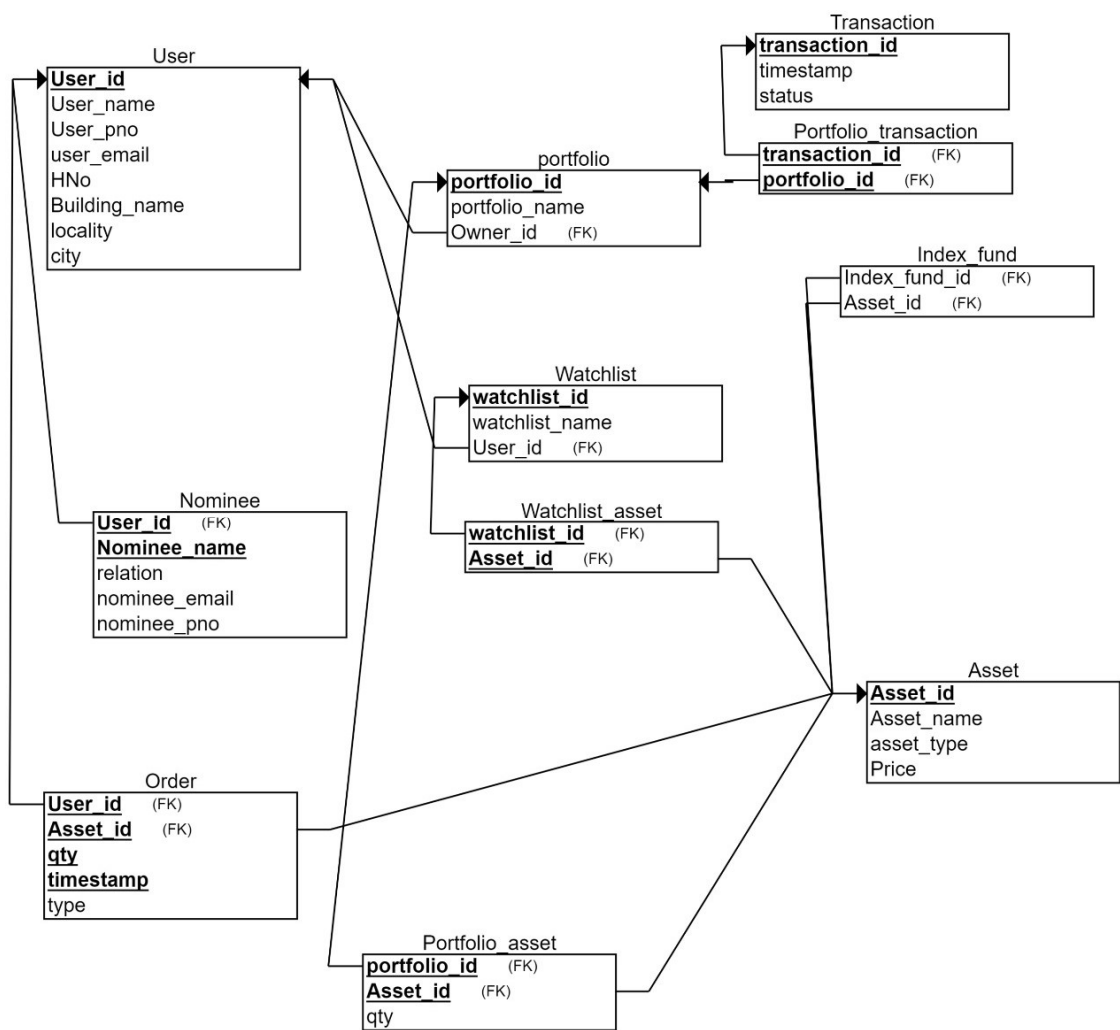 Transaction
transaction_id
timestamp
status
User
User_id
User_name
User_pno
user_email
HNo
Building_name
locality
city
Portfolio_transaction
transaction_id (FK)
portfolio_id (FK)
portfolio
portfolio_id
portfolio_name
Owner_id (FK)
Index_fund
Index_fund_id (FK)
Asset_id (FK)
Watchlist
watchlist_id
watchlist_name
User_id (FK)
Nominee
User_id (FK)
Nominee_name
relation
nominee_email
nominee_pno
Watchlist_asset
watchlist_id (FK)
Asset_id (FK)
Asset
Asset_id
Asset_name
asset_type
Price
Order
User_id (FK)
Asset_id (FK)
qty
timestamp
type
Portfolio_asset
portfolio_id (FK)
Asset_id (FK)
qty